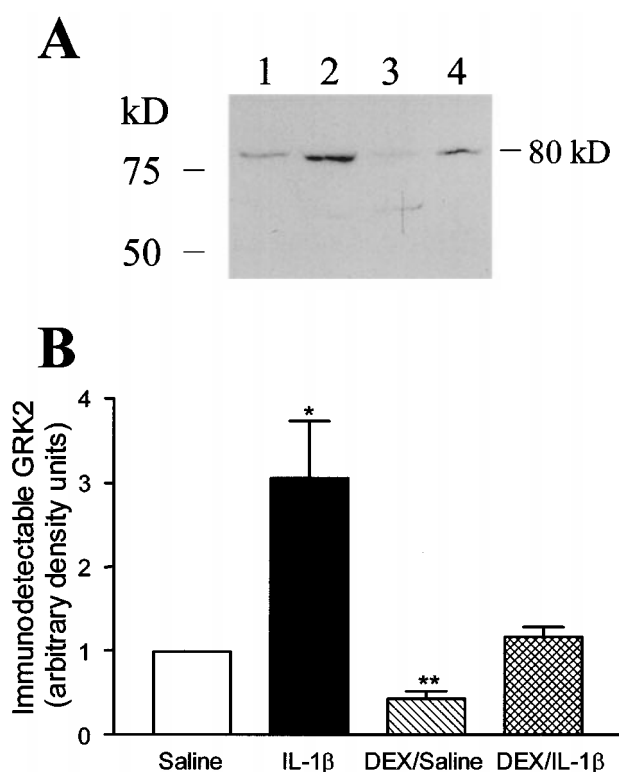 A
1 2 3 4
kD
75
50
80 kD
B
Immunodetectable GRK2
(arbitrary density units)
4
3
2
1
0
*
**
Saline IL-1β DEX/Saline DEX/IL-1β